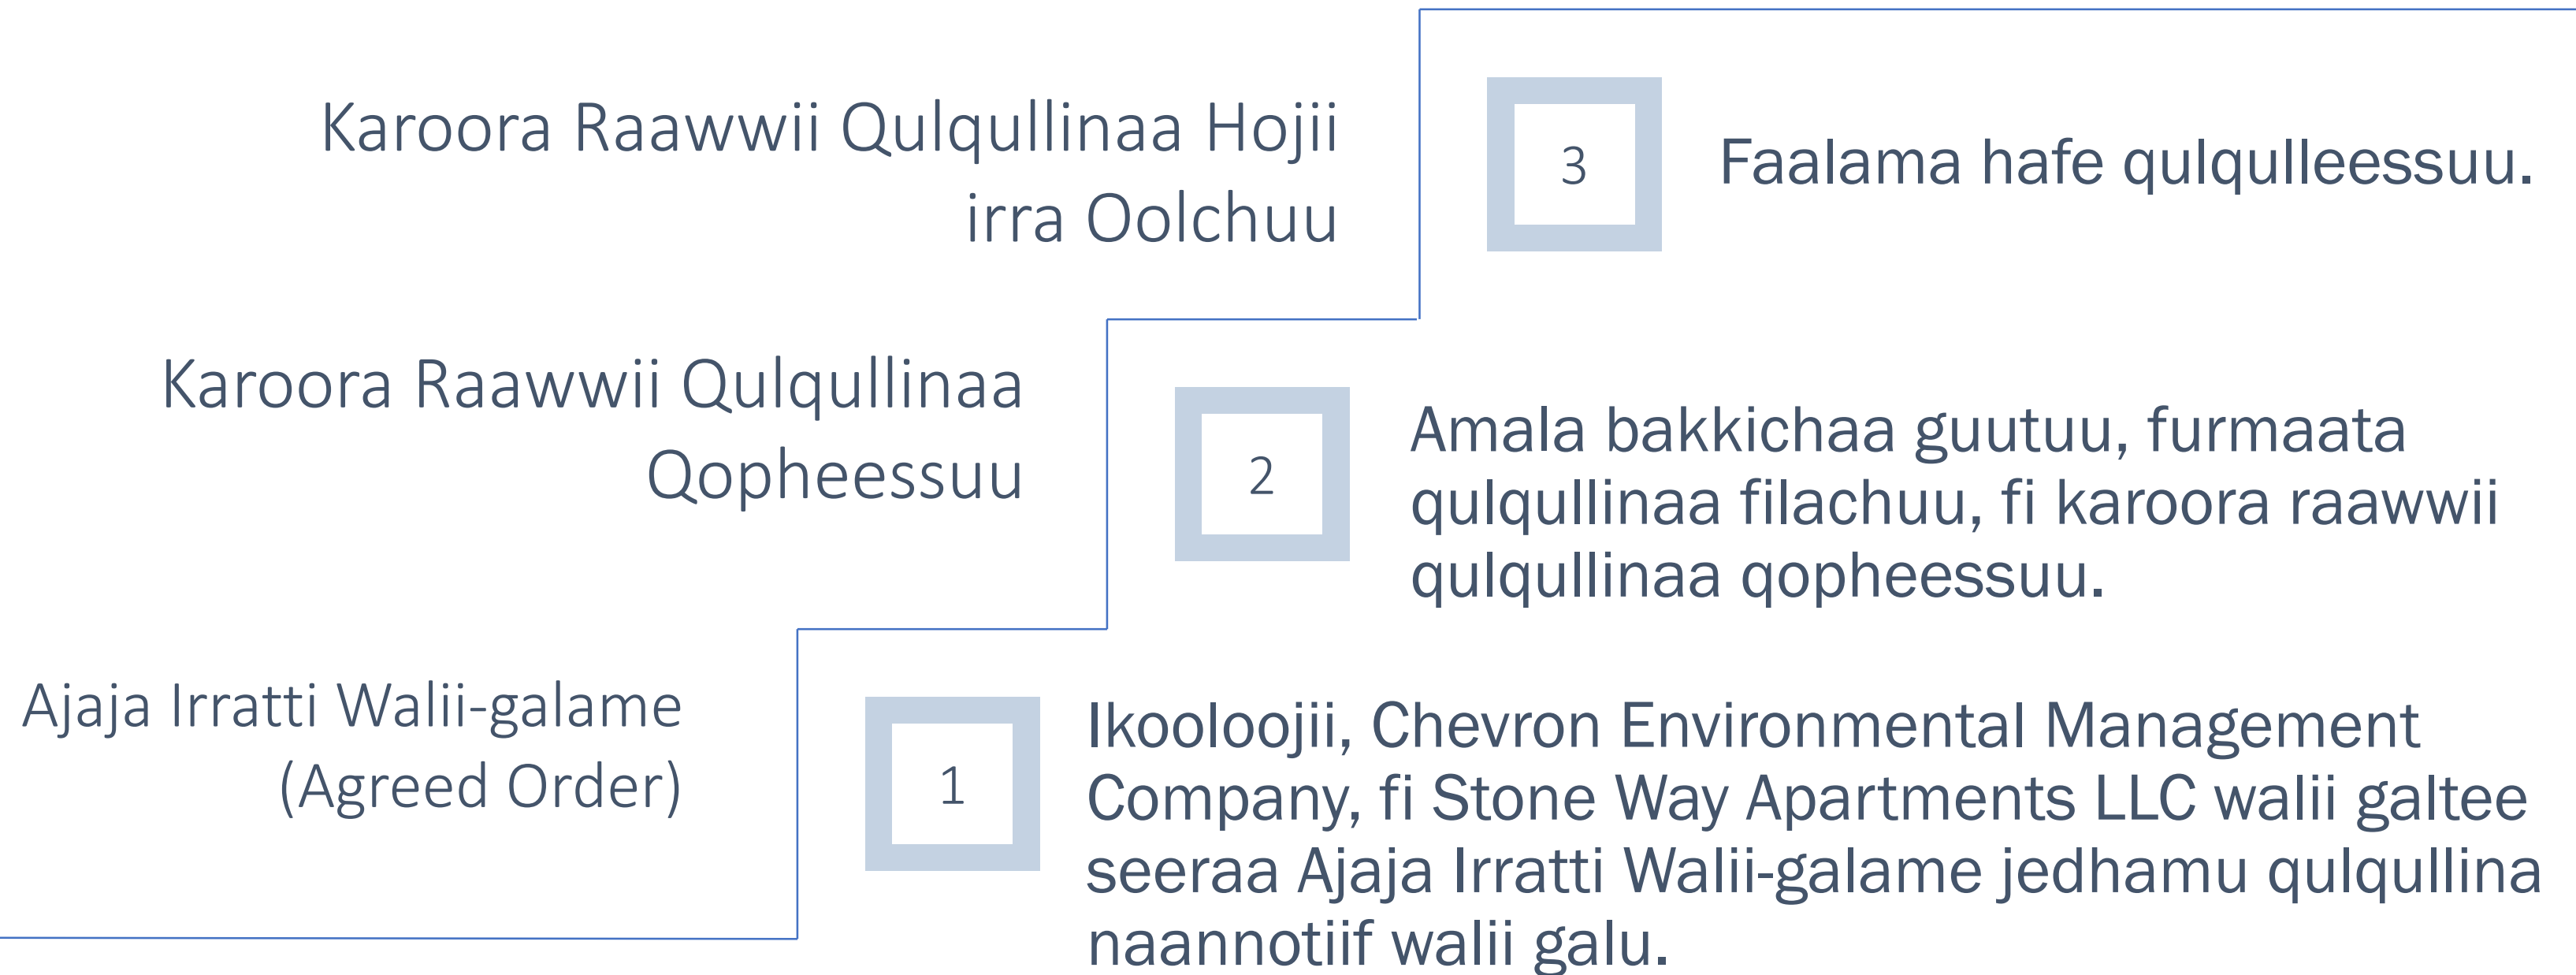 Karoora Raawwii Qulqullinaa Hojii
irra Oolchuu
3
Faalama hafe qulqulleessuu.
Karoora Raawwii Qulqullinaa
Qopheessuu
2
Amala bakkichaa guutuu, furmaata
qulqullinaa filachuu, fi karoora raawwii
qulqullinaa qopheessuu.
Ajaja Irratti Walii-galame
(Agreed Order)
1
Ikooloojii, Chevron Environmental Management
Company, fi Stone Way Apartments LLC walii galtee
seeraa Ajaja Irratti Walii-galame jedhamu qulqullina
naannotiif walii galu.